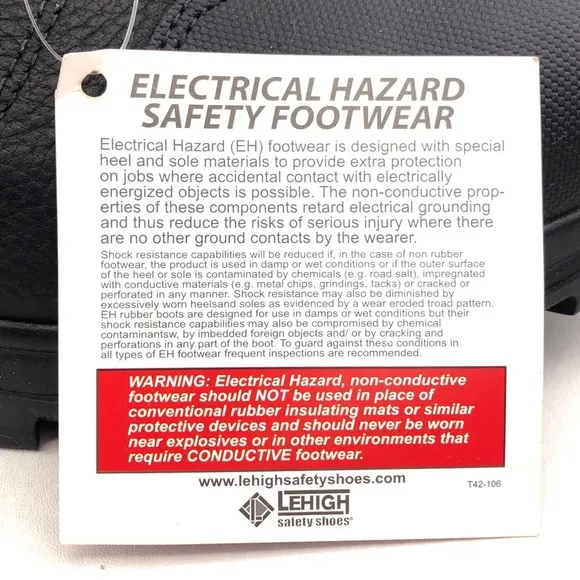 ELECTRICAL HAZARD
SAFETY FOOTWEAR
Electrical Hazard (EH) footwear is designed with special
heel and sole materials to provide extra protection
on jobs where accidental contact with electrically
energized objects is possible. The non-conductive prop-
erties of these components retard electrical grounding
and thus reduce the risks of serious injury where there
are no other ground contacts by the wearer.
Shock resistance capabilities will be reduced if, in the case of non rubber
footwear, the product is used in damp or wet conditions or if the outer surface
of the heel or sole is contaminated by chemicals (e.g. road salt), impregnated
with conductive materials (e.g. metal chips, grindings, tacks) or cracked or
perforated in any manner. Shock resistance may also be diminished by
excessively worn heelsand soles as evidenced by a wear eroded troad pattern.
EH rubber boots are designed for use in damps or wet conditions but their
shock resistance capabilities may also be compromised by chemical
contaminantsw, by imbedded foreign objects and/ or by cracking and
perforations in any part of the boot. To guard against these conditions in
all types of EH footwear frequent inspections are recommended.
WARNING: Electrical Hazard, non-conductive
footwear should NOT be used in place of
conventional rubber insulating mats or similar
protective devices and should never be worn
near explosives or in other environments that
require CONDUCTIVE footwear.
www.lehighsafetyshoes.com
T42-106
LEHIGH
safety shoes®